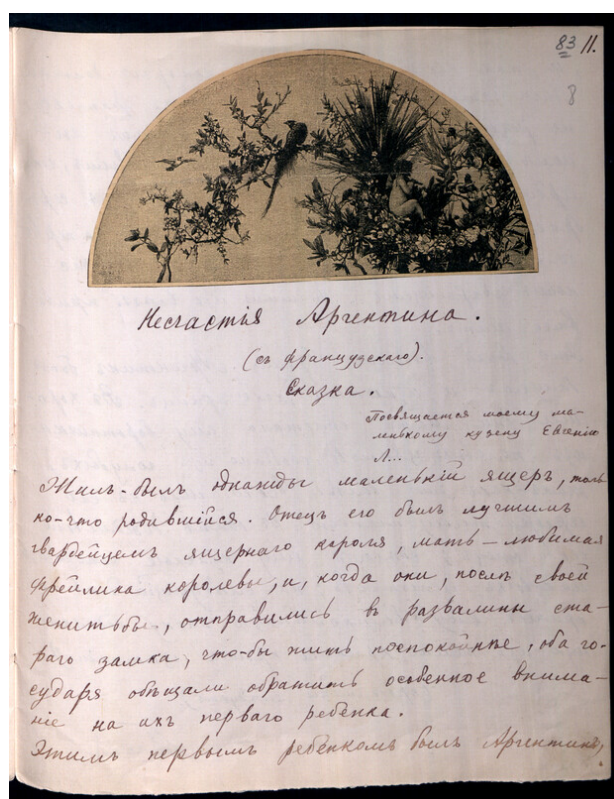 83 11.
8
Несчастія Аргентина.
(съ французскаго).
Сказка.
Посвящается моему ма-
ленькому кузену Евгенію
Л...
Жилъ-былъ однажды маленькій ящеръ, толь
ко-что родившійся. Отецъ его былъ лучшимъ
гвардейцемъ ящернаго короля, мать – любимая
фрейлина королевы, и, когда они, послѣ своей
женитьбы, отправились въ развалины ста-
раго замка, что-бы жить поспокойнѣе, оба го-
сударя обѣщали обратить особенное внима-
ніе на ихъ перваго ребенка.
Этимъ первымъ ребенкомъ былъ Аргентинъ,